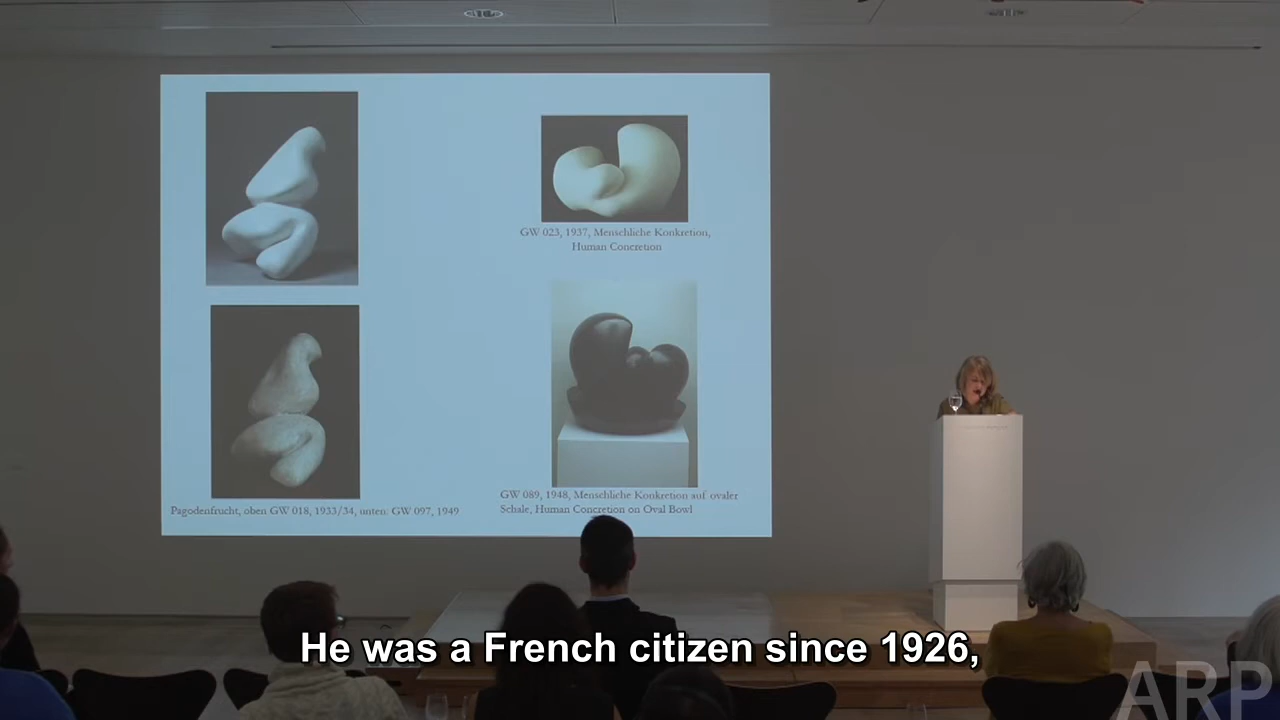 Pagodenfrucht, oben GW 018, 1933/34, unten: GW 097, 1949
GW 023, 1937, Menschliche Konkretion,
Human Concretion
GW 089, 1948, Menschliche Konkretion auf ovaler
Schale, Human Concretion on Oval Bowl
He was a French citizen since 1926,
ARP